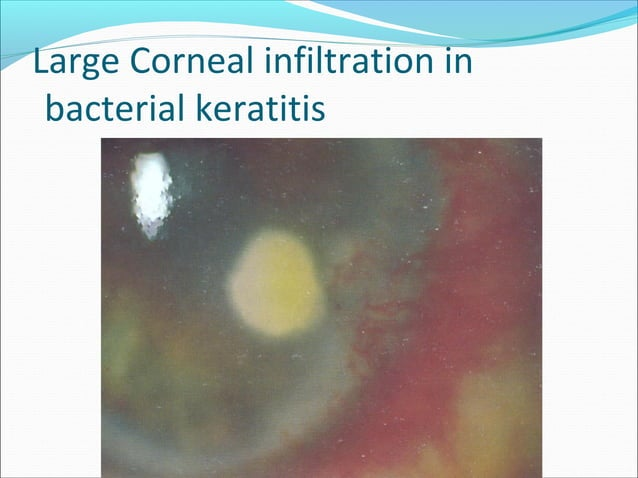 Large Corneal infiltration in
bacterial keratitis